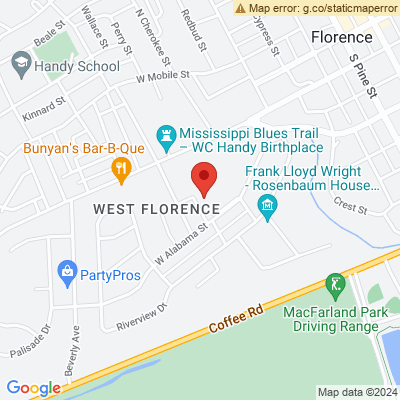 Map error: g.co/staticmaperror
Beale St
Wallace St
Perry St
N Cherokee St
Redbud St
Cypress St
Florence
S Pine St
Handy School
W Mobile St
Kinnard St
Mississippi Blues Trail
– WC Handy Birthplace
Bunyan's Bar-B-Que
Frank Lloyd Wright
- Rosenbaum House...
Crest St
WEST FLORENCE
W Alabama St
PartyPros
Riverview Dr
Coffee Rd
MacFarland Park
Driving Range
Palisade Dr
Beverly Ave
Google
Map data ©2024